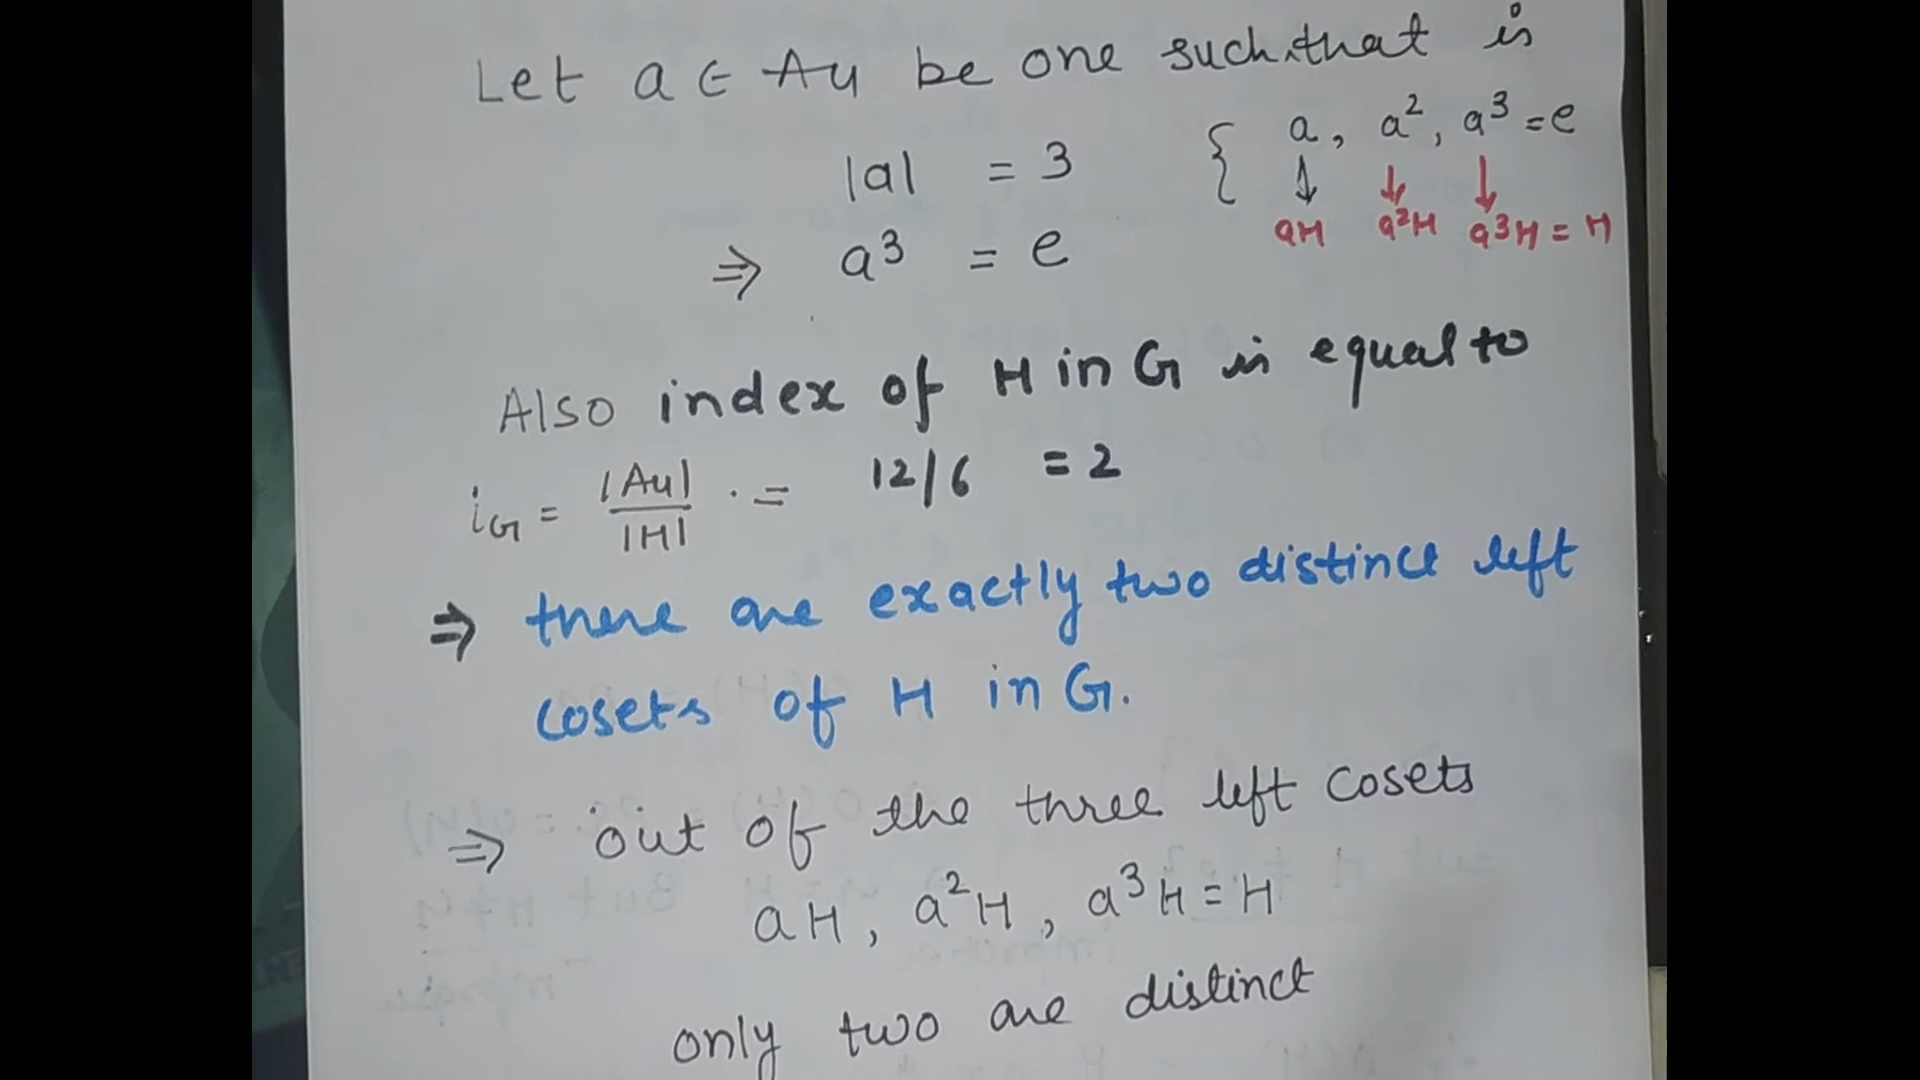 Let a ∈ A4 be one such that is
|a| = 3
{ a, a², a³ = e
↓ ↓ ↓
aH a²H a³H = H
⇒ a³ = e
Also index of H in G is equal to
iG = |A4| / |H| . = 12/6 = 2
⇒ there are exactly two distinct left
cosets of H in G.
⇒ out of the three left cosets
aH, a²H, a³H = H
only two are distinct